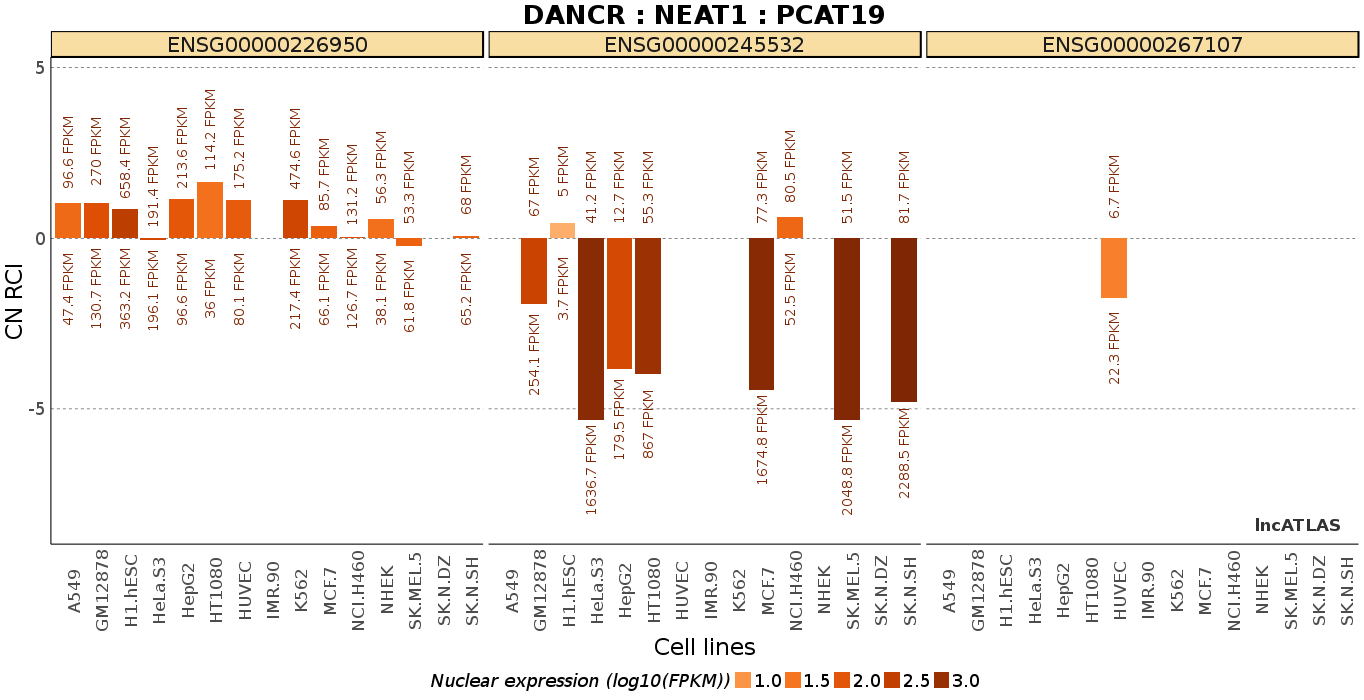 DANCR : NEAT1 : PCAT19
ENSG00000226950
ENSG00000245532
ENSG00000267107
CN RCI
5
0
-5
96.6 FPKM
270 FPKM
658.4 FPKM
191.4 FPKM
213.6 FPKM
114.2 FPKM
175.2 FPKM
474.6 FPKM
85.7 FPKM
131.2 FPKM
56.3 FPKM
53.3 FPKM
68 FPKM
47.4 FPKM
130.7 FPKM
363.2 FPKM
196.1 FPKM
96.6 FPKM
36 FPKM
80.1 FPKM
217.4 FPKM
66.1 FPKM
126.7 FPKM
38.1 FPKM
61.8 FPKM
65.2 FPKM
67 FPKM
5 FPKM
41.2 FPKM
12.7 FPKM
55.3 FPKM
77.3 FPKM
80.5 FPKM
51.5 FPKM
81.7 FPKM
254.1 FPKM
3.7 FPKM
1636.7 FPKM
179.5 FPKM
867 FPKM
1674.8 FPKM
52.5 FPKM
2048.8 FPKM
2288.5 FPKM
6.7 FPKM
22.3 FPKM
lncATLAS
A549
GM12878
H1.hESC
HeLa.S3
HepG2
HT1080
HUVEC
IMR.90
K562
MCF.7
NCI.H460
NHEK
SK.MEL.5
SK.N.DZ
SK.N.SH
A549
GM12878
H1.hESC
HeLa.S3
HepG2
HT1080
HUVEC
IMR.90
K562
MCF.7
NCI.H460
NHEK
SK.MEL.5
SK.N.DZ
SK.N.SH
A549
GM12878
H1.hESC
HeLa.S3
HepG2
HT1080
HUVEC
IMR.90
K562
MCF.7
NCI.H460
NHEK
SK.MEL.5
SK.N.DZ
SK.N.SH
Cell lines
Nuclear expression (log10(FPKM)) 1.0 1.5 2.0 2.5 3.0